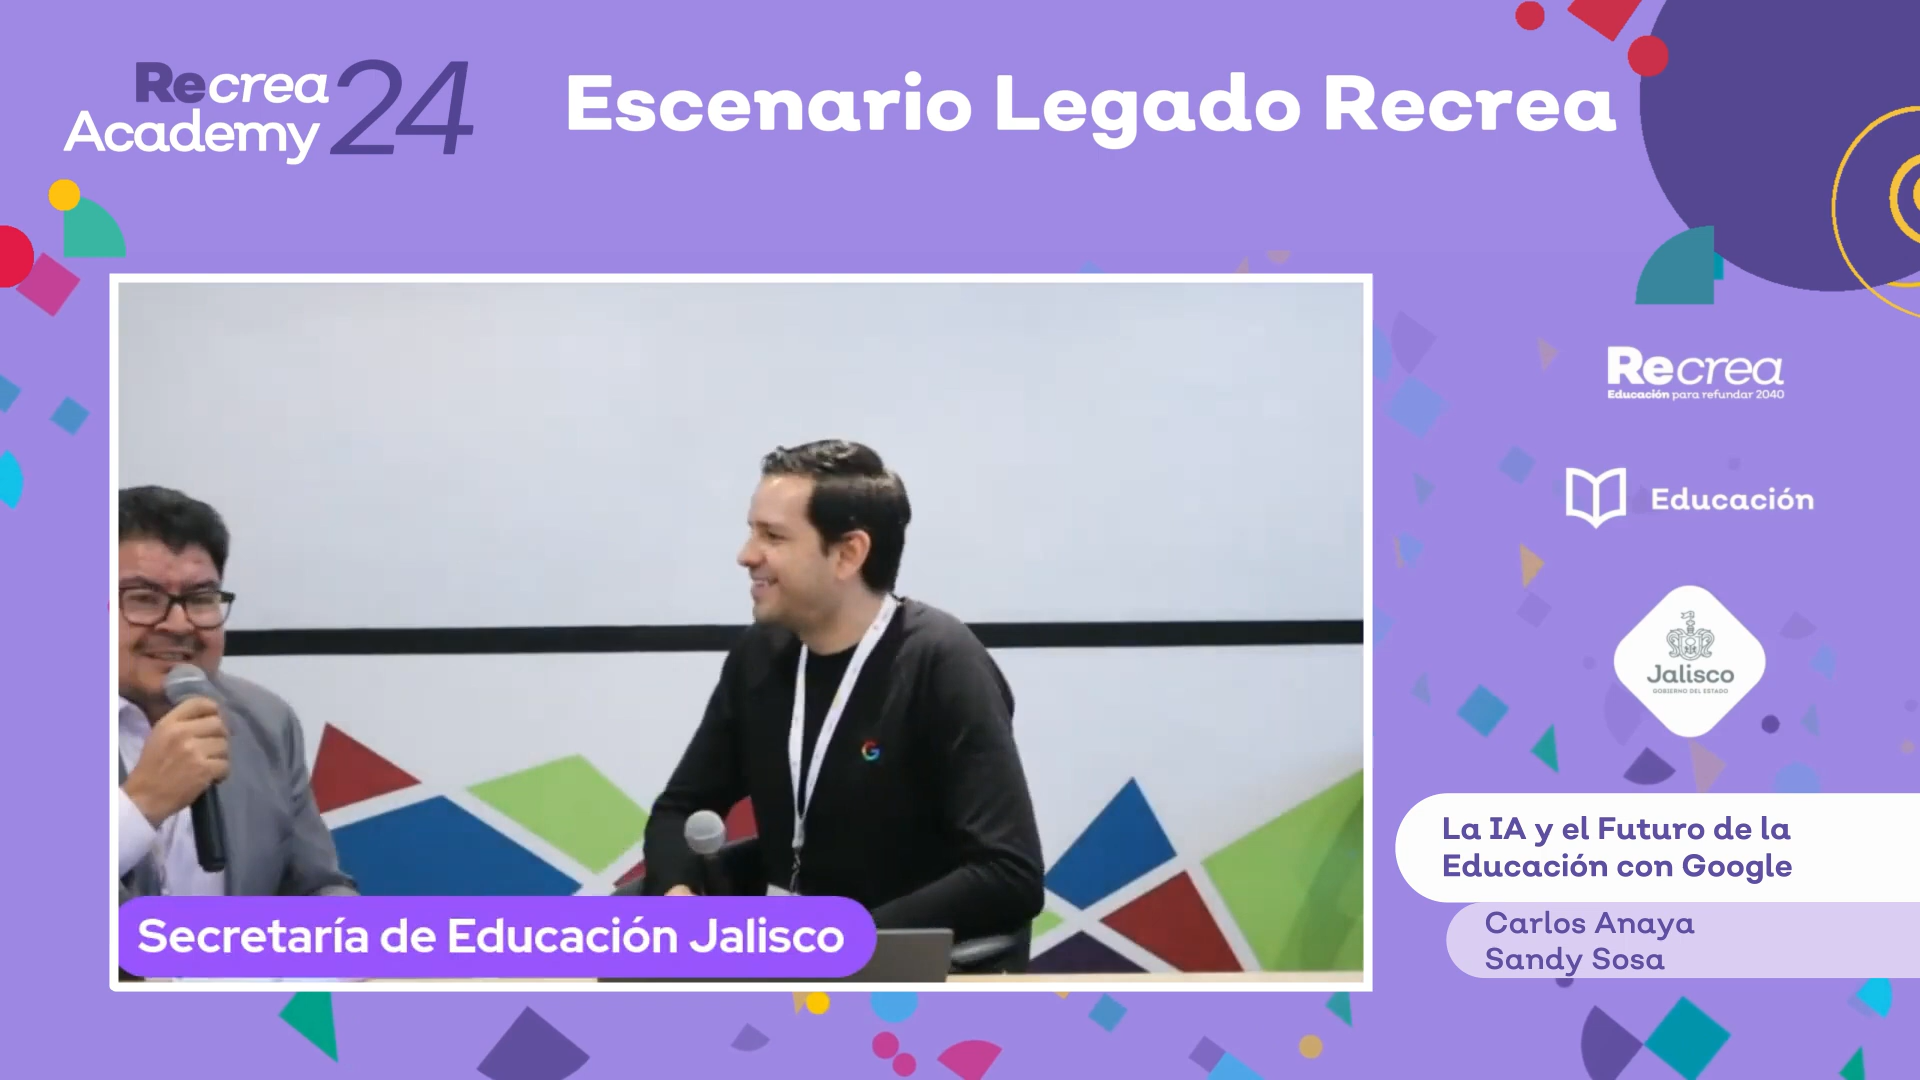 Recrea
Academy 24
Escenario Legado Recrea
Recrea
Educación para refundar 2040
Educación
Jalisco
GOBIERNO DEL ESTADO
G
La IA y el Futuro de la
Educación con Google
Carlos Anaya
Sandy Sosa
Secretaría de Educación Jalisco